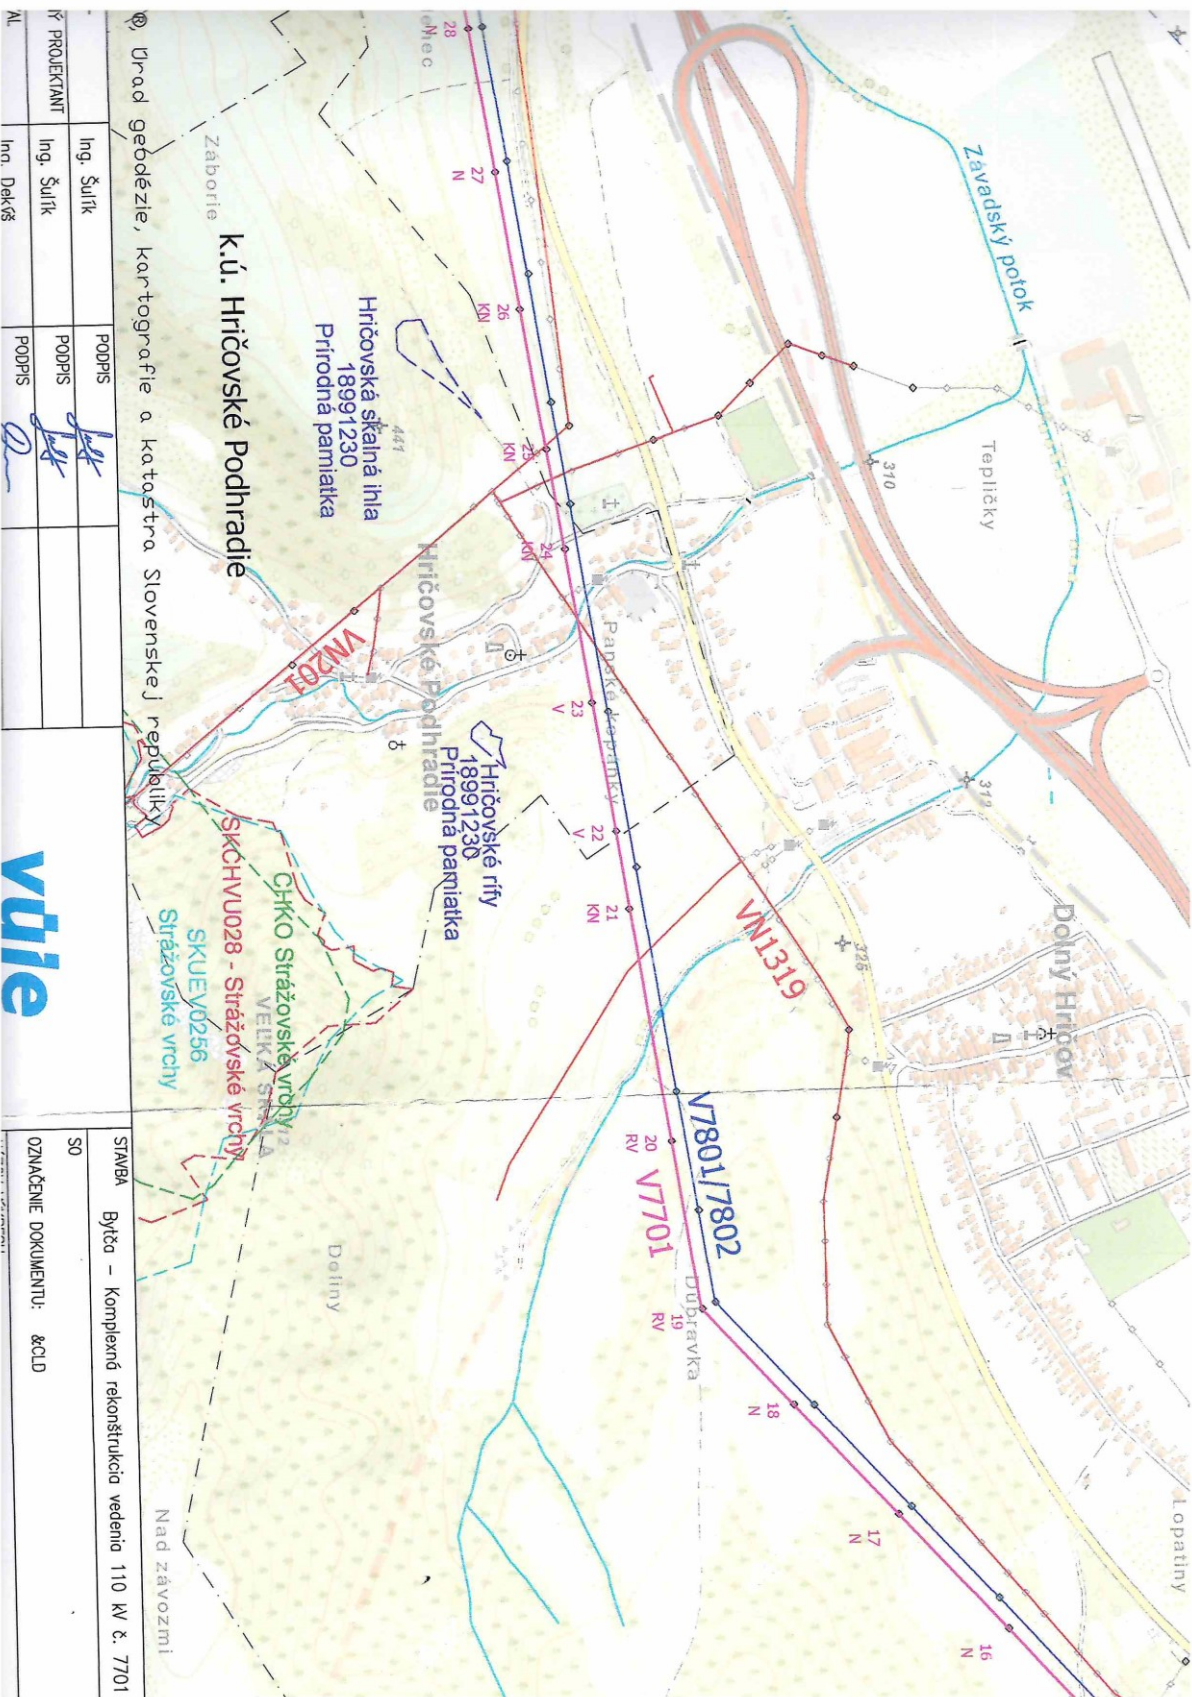 Závadský potok
Tepličky
310
312
326
Dolný Hričov
Lopatiny
28
N
27
N
26
KN
25
KN
24
KN
23
V
22
V
21
KN
20
RV
19
RV
18
N
17
N
16
N
Záborie
k.ú. Hričovské Podhradie
Hričovská skalná ihla
18991230
Prírodná pamiatka
441
Hričovské Podhradie
Panské kopanky
VN201
VN1319
Hričovské rífy
18991230
Prírodná pamiatka
V7801/7802
V7701
Dúbravka
Doliny
Nad závozmi
CHKO Strážovské vrchy
VEĽKÁ SKALA
SKCHVU028 - Strážovské vrchy
SKUEV0256
Strážovské vrchy
®, Úrad geodézie, kartografie a katastra Slovenskej republiky
Ing. Šulík
PODPIS
PROJEKTANT
Ing. Šulík
PODPIS
Ing. Dekýš
PODPIS
vúje
STAVBA
Bytča - Komplexná rekonštrukcia vedenia 110 kV č. 7701
SO
OZNAČENIE DOKUMENTU: &CLD